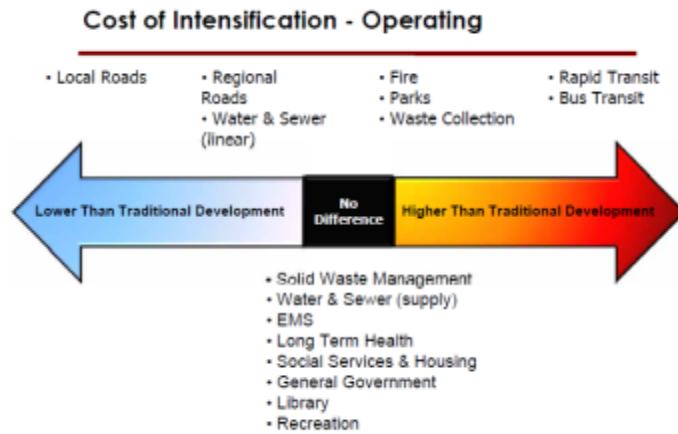 Cost of Intensification - Operating
• Local Roads
• Regional
Roads
• Water & Sewer
(linear)
• Fire
• Parks
• Waste Collection
• Rapid Transit
• Bus Transit
Lower Than Traditional Development
No
Difference
Higher Than Traditional Development
• Solid Waste Management
• Water & Sewer (supply)
• EMS
• Long Term Health
• Social Services & Housing
• General Government
• Library
• Recreation